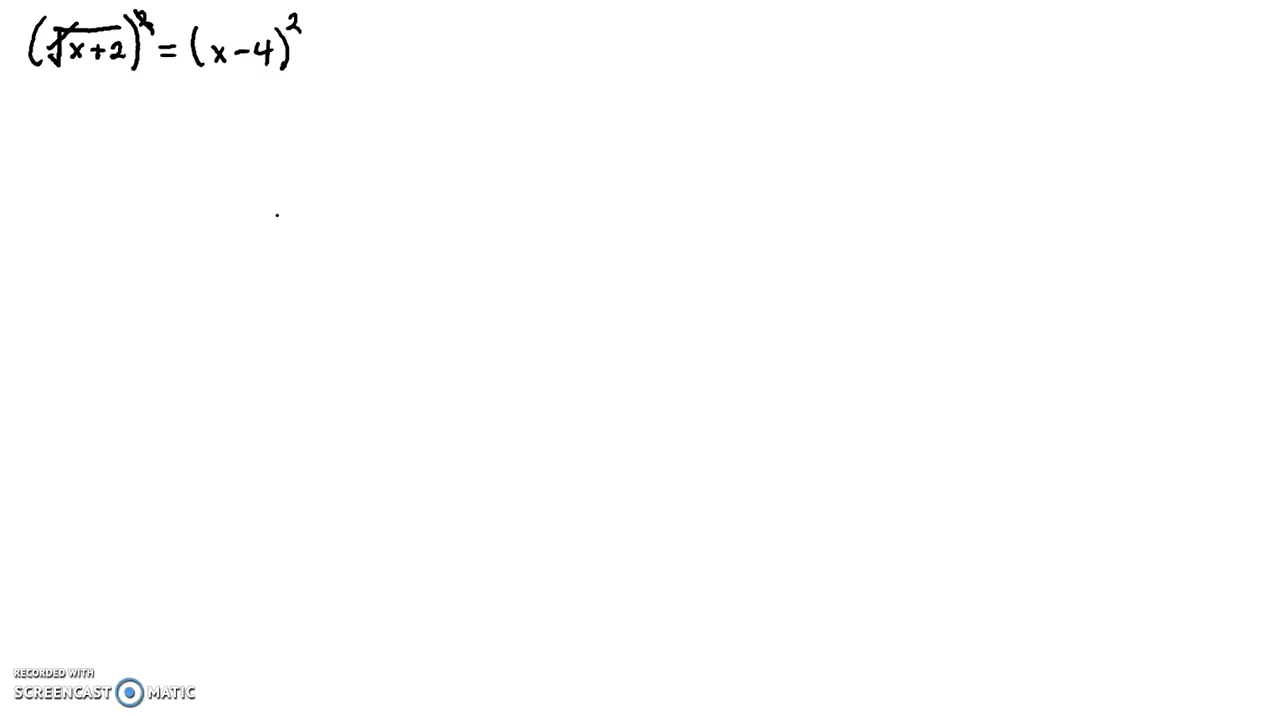 (√x+2)² = (x-4)²
RECORDED WITH
SCREENCAST MATIC